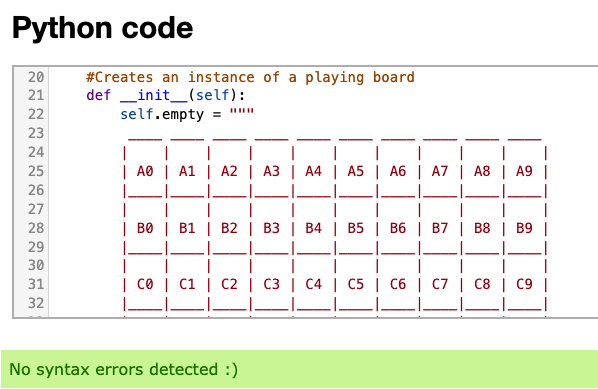 Python code
20 #Creates an instance of a playing board
21 def __init__(self):
22 self.empty = """
23 ____ ____ ____ ____ ____ ____ ____ ____ ____ ____
24 |    |    |    |    |    |    |    |    |    |    |
25 | A0 | A1 | A2 | A3 | A4 | A5 | A6 | A7 | A8 | A9 |
26 |____|____|____|____|____|____|____|____|____|____|
27 |    |    |    |    |    |    |    |    |    |    |
28 | B0 | B1 | B2 | B3 | B4 | B5 | B6 | B7 | B8 | B9 |
29 |____|____|____|____|____|____|____|____|____|____|
30 |    |    |    |    |    |    |    |    |    |    |
31 | C0 | C1 | C2 | C3 | C4 | C5 | C6 | C7 | C8 | C9 |
32 |____|____|____|____|____|____|____|____|____|____|
No syntax errors detected :)